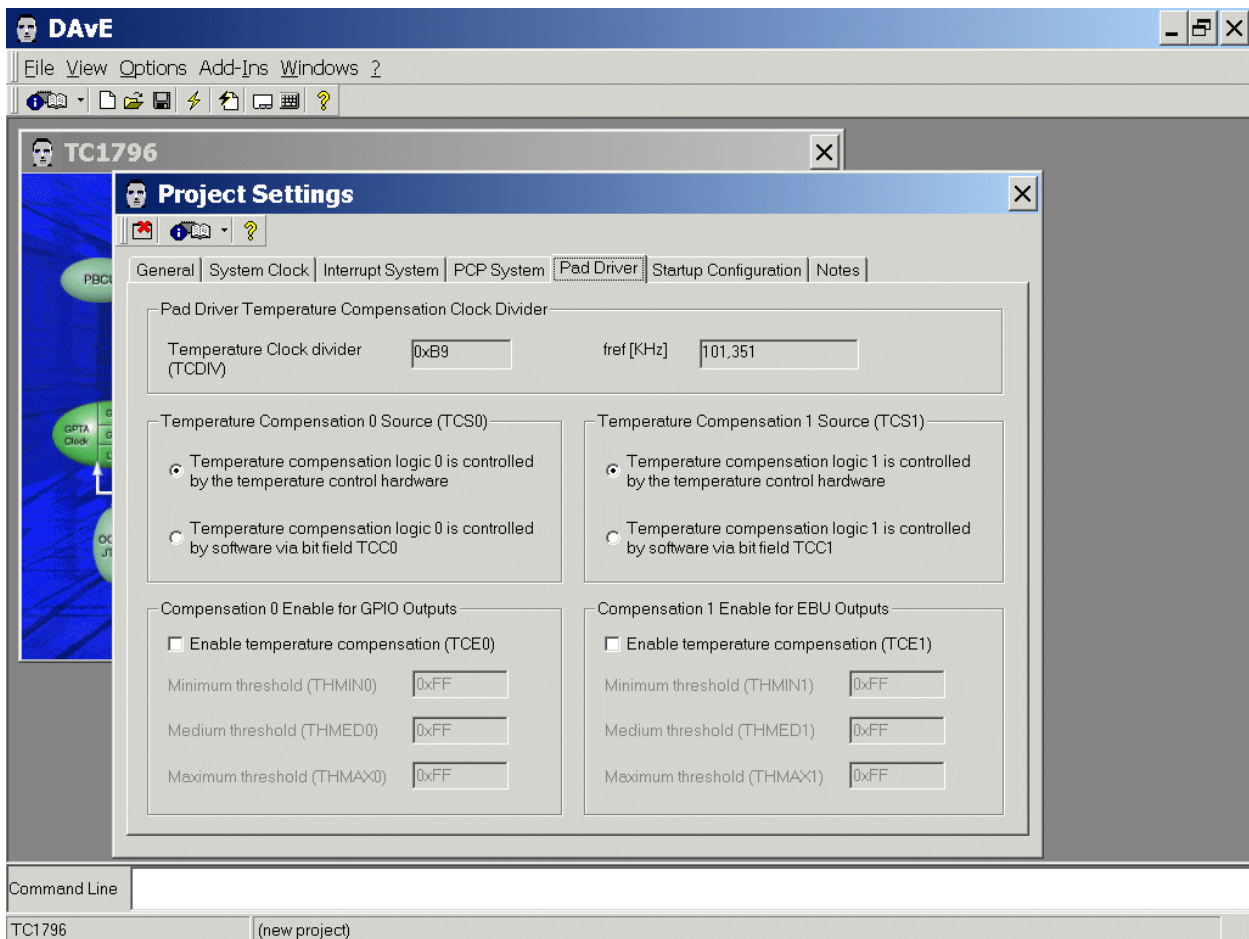 DAvE
File View Options Add-Ins Windows ?
TC1796
Project Settings
General System Clock Interrupt System PCP System Pad Driver Startup Configuration Notes
Pad Driver Temperature Compensation Clock Divider
Temperature Clock divider (TCDIV) 0xB9 fref [KHz] 101,351
Temperature Compensation 0 Source (TCS0)
Temperature compensation logic 0 is controlled
by the temperature control hardware
Temperature compensation logic 0 is controlled
by software via bit field TCC0
Temperature Compensation 1 Source (TCS1)
Temperature compensation logic 1 is controlled
by the temperature control hardware
Temperature compensation logic 1 is controlled
by software via bit field TCC1
Compensation 0 Enable for GPIO Outputs
Enable temperature compensation (TCE0)
Minimum threshold (THMIN0) 0xFF
Medium threshold (THMED0) 0xFF
Maximum threshold (THMAX0) 0xFF
Compensation 1 Enable for EBU Outputs
Enable temperature compensation (TCE1)
Minimum threshold (THMIN1) 0xFF
Medium threshold (THMED1) 0xFF
Maximum threshold (THMAX1) 0xFF
GPTA
Clock
Command Line
TC1796 (new project)